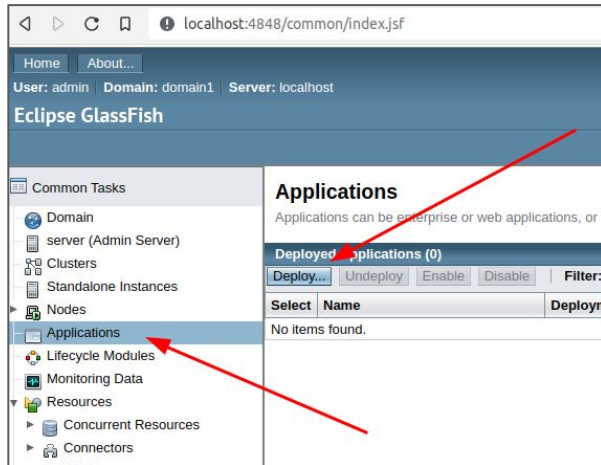 localhost:4848/common/index.jsf
Home About...
User: admin Domain: domain1 Server: localhost
Eclipse GlassFish
Common Tasks
Domain
server (Admin Server)
Clusters
Standalone Instances
Nodes
Applications
Lifecycle Modules
Monitoring Data
Resources
Concurrent Resources
Connectors
Applications
Applications can be enterprise or web applications, or
Deployed Applications (0)
Deploy... Undeploy Enable Disable Filter:
Select Name
No items found.